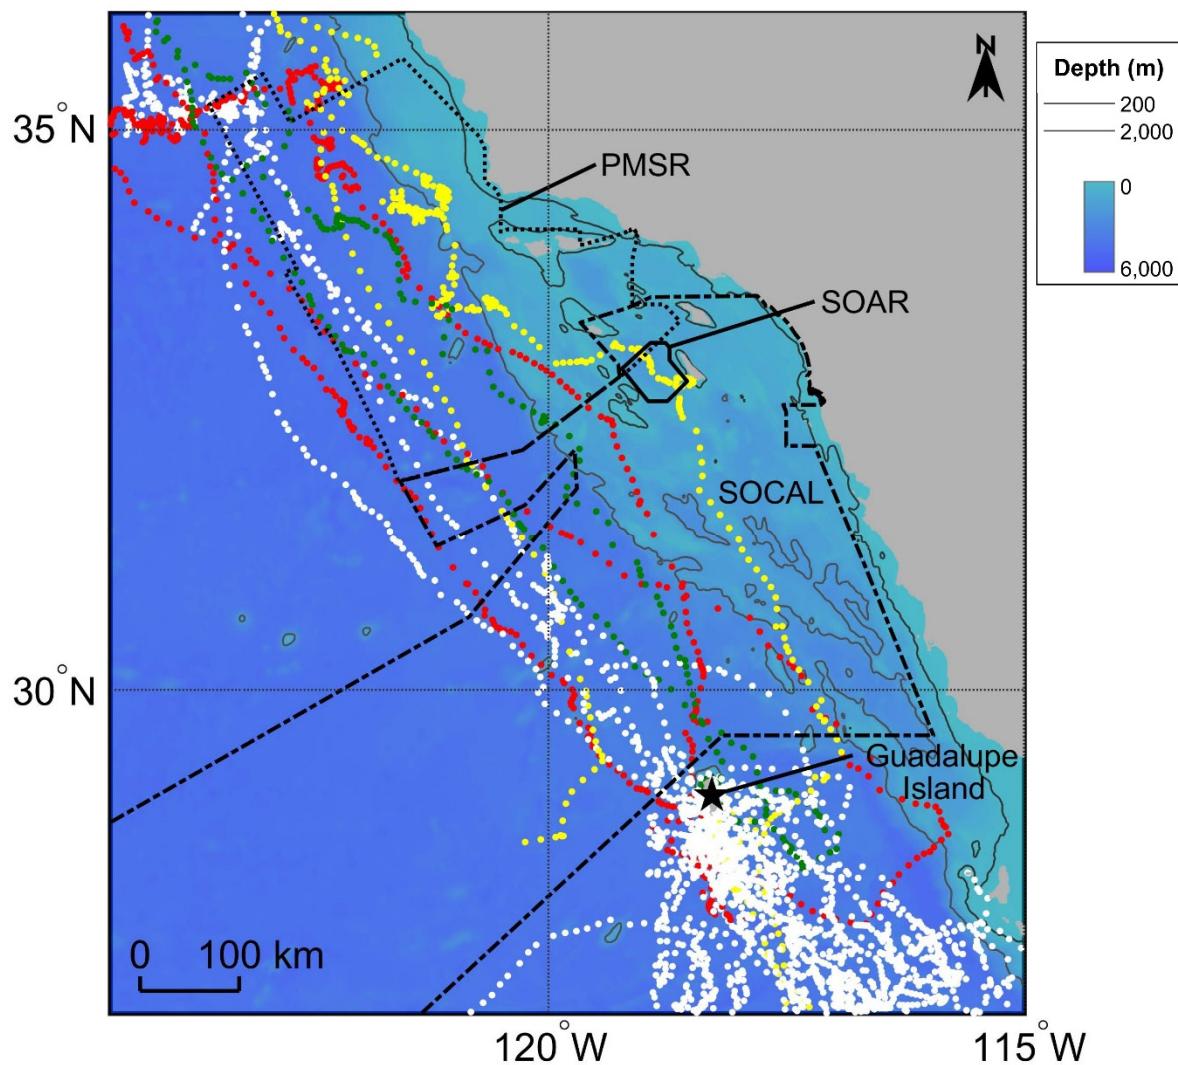 N
Depth (m)
200
2,000
0
6,000
35°N
PMSR
SOAR
SOCAL
30°N
Guadalupe
Island
0 100 km
120°W
115°W